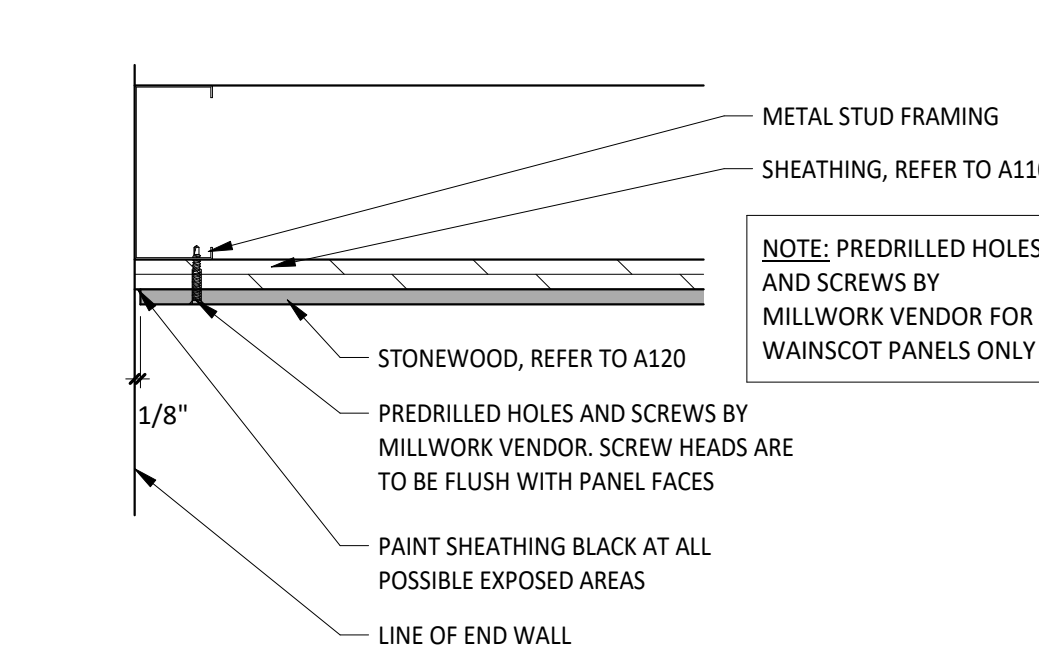 METAL STUD FRAMING
SHEATHING, REFER TO A110
NOTE: PREDRILLED HOLES
AND SCREWS BY
MILLWORK VENDOR FOR
WAINSCOT PANELS ONLY
STONEWOOD, REFER TO A120
1/8"
PREDRILLED HOLES AND SCREWS BY
MILLWORK VENDOR. SCREW HEADS ARE
TO BE FLUSH WITH PANEL FACES
PAINT SHEATHING BLACK AT ALL
POSSIBLE EXPOSED AREAS
LINE OF END WALL